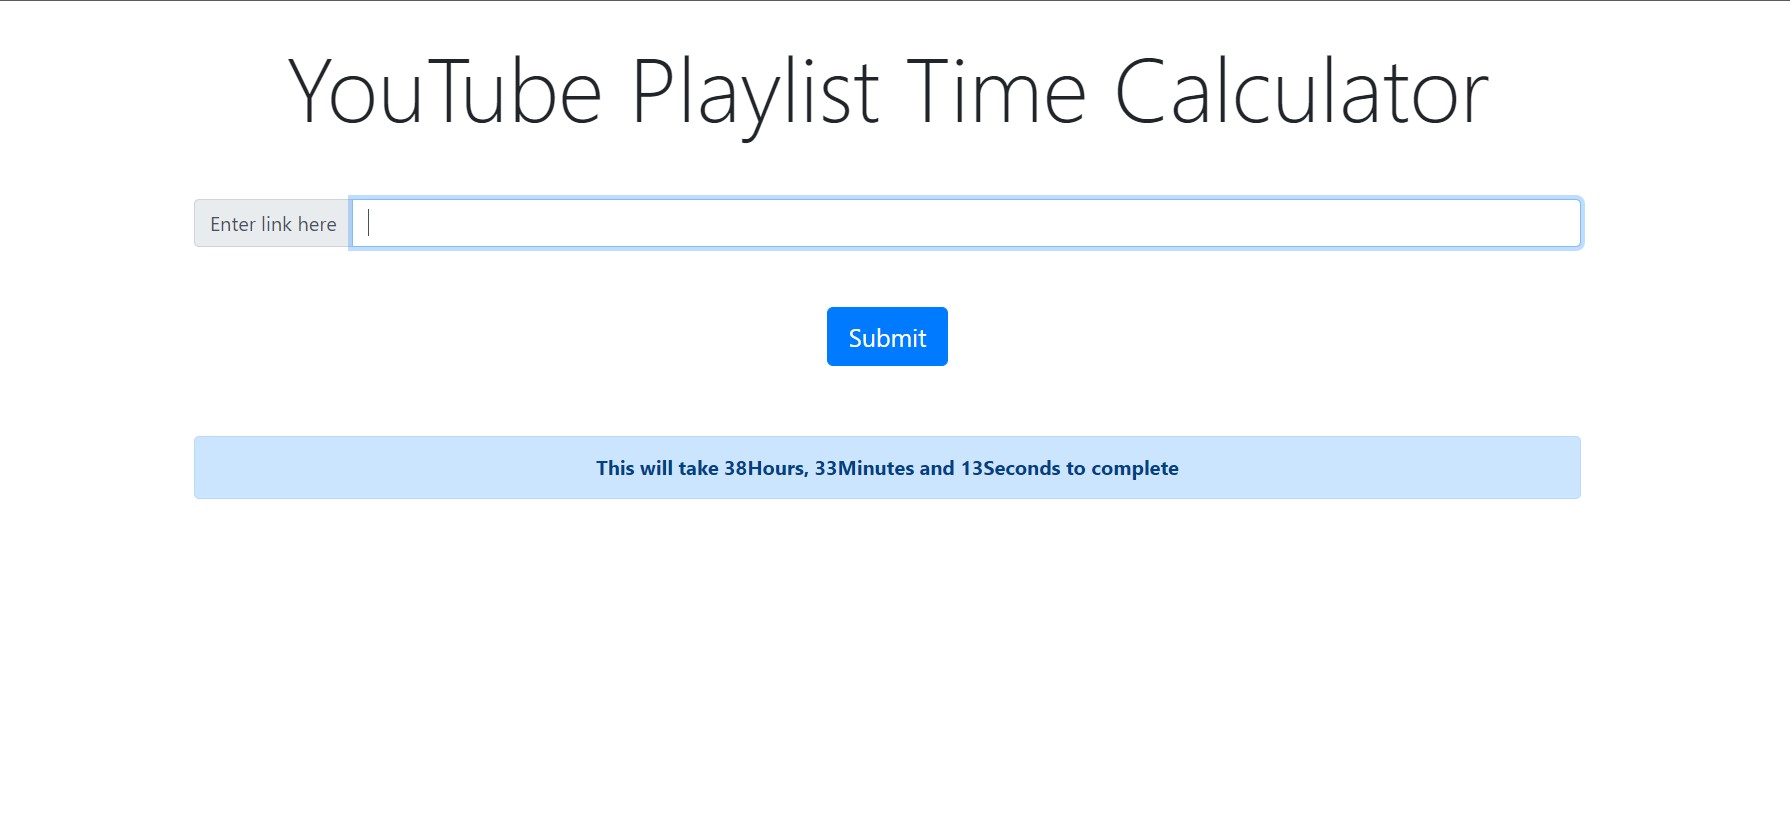 YouTube Playlist Time Calculator
Enter link here
Submit
This will take 38Hours, 33Minutes and 13Seconds to complete